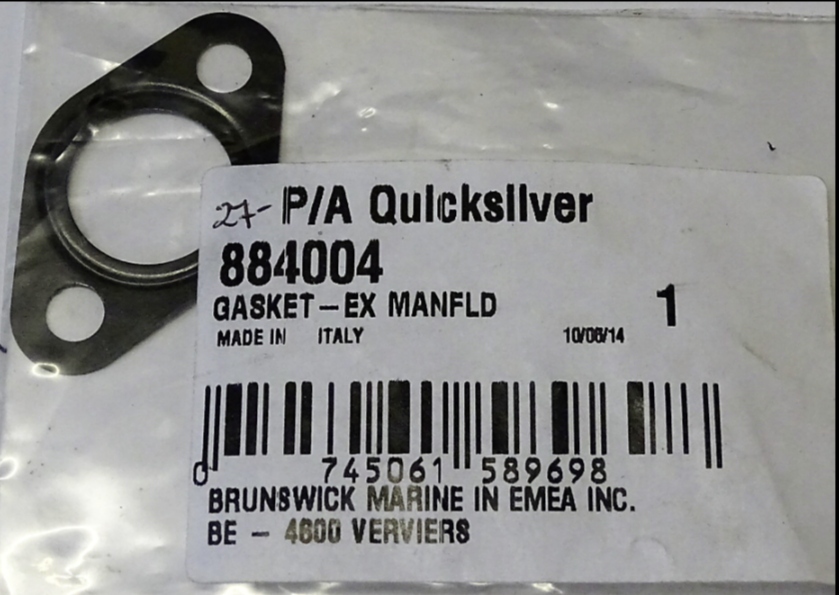 27- P/A Quicksilver
884004
GASKET-EX MANFLD 1
MADE IN ITALY 10/06/14
0 745061 589698
BRUNSWICK MARINE IN EMEA INC.
BE - 4800 VERVIERS